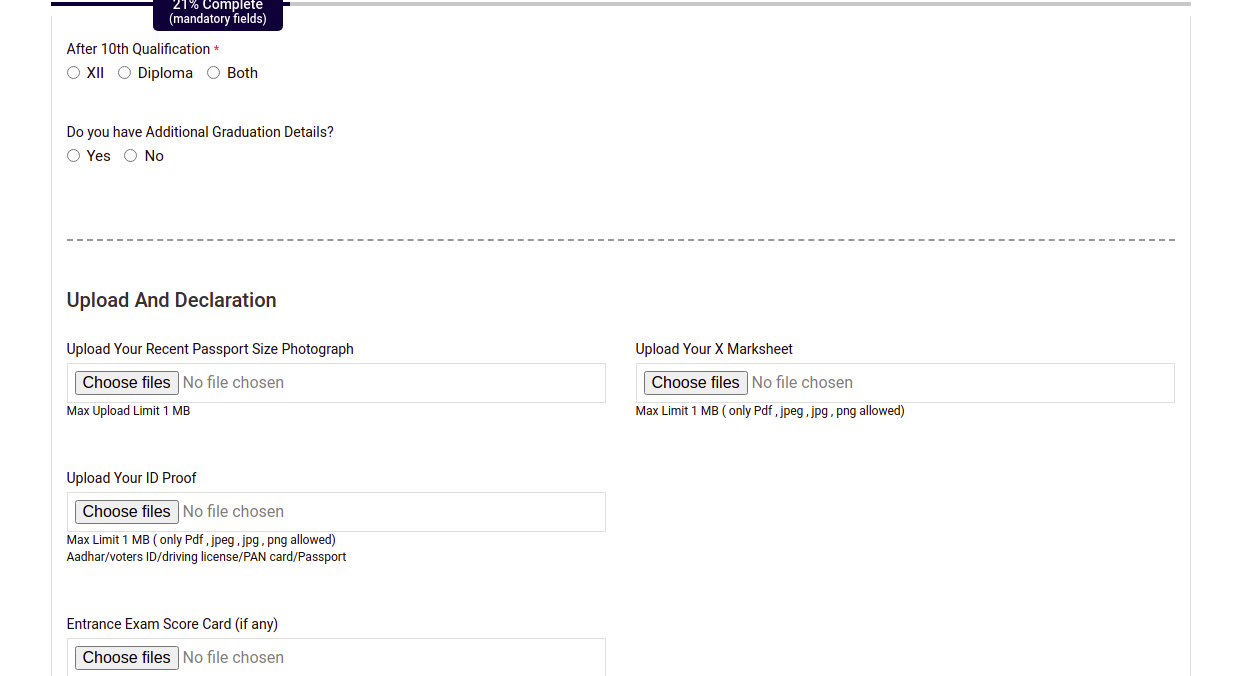 21% Complete
(mandatory fields)
After 10th Qualification *
XII Diploma Both
Do you have Additional Graduation Details?
Yes No
Upload And Declaration
Upload Your Recent Passport Size Photograph
Choose files No file chosen
Max Upload Limit 1 MB
Upload Your X Marksheet
Choose files No file chosen
Max Limit 1 MB ( only Pdf , jpeg , jpg , png allowed)
Upload Your ID Proof
Choose files No file chosen
Max Limit 1 MB ( only Pdf , jpeg , jpg , png allowed)
Aadhar/voters ID/driving license/PAN card/Passport
Entrance Exam Score Card (if any)
Choose files No file chosen